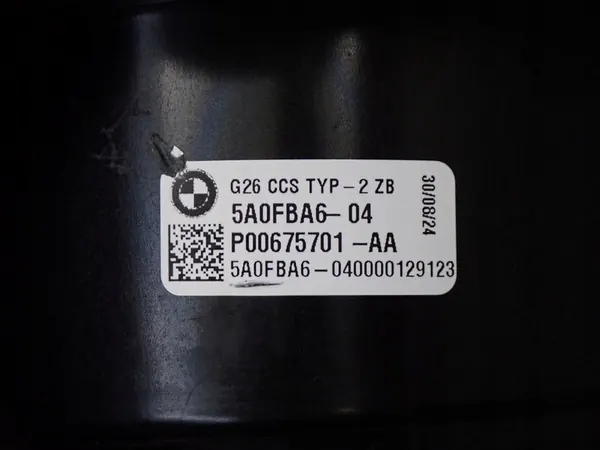 G26 CCS TYP-2 ZB
5A0FBA6-04
P00675701-AA
5A0FBA6-040000129123
30/08/24